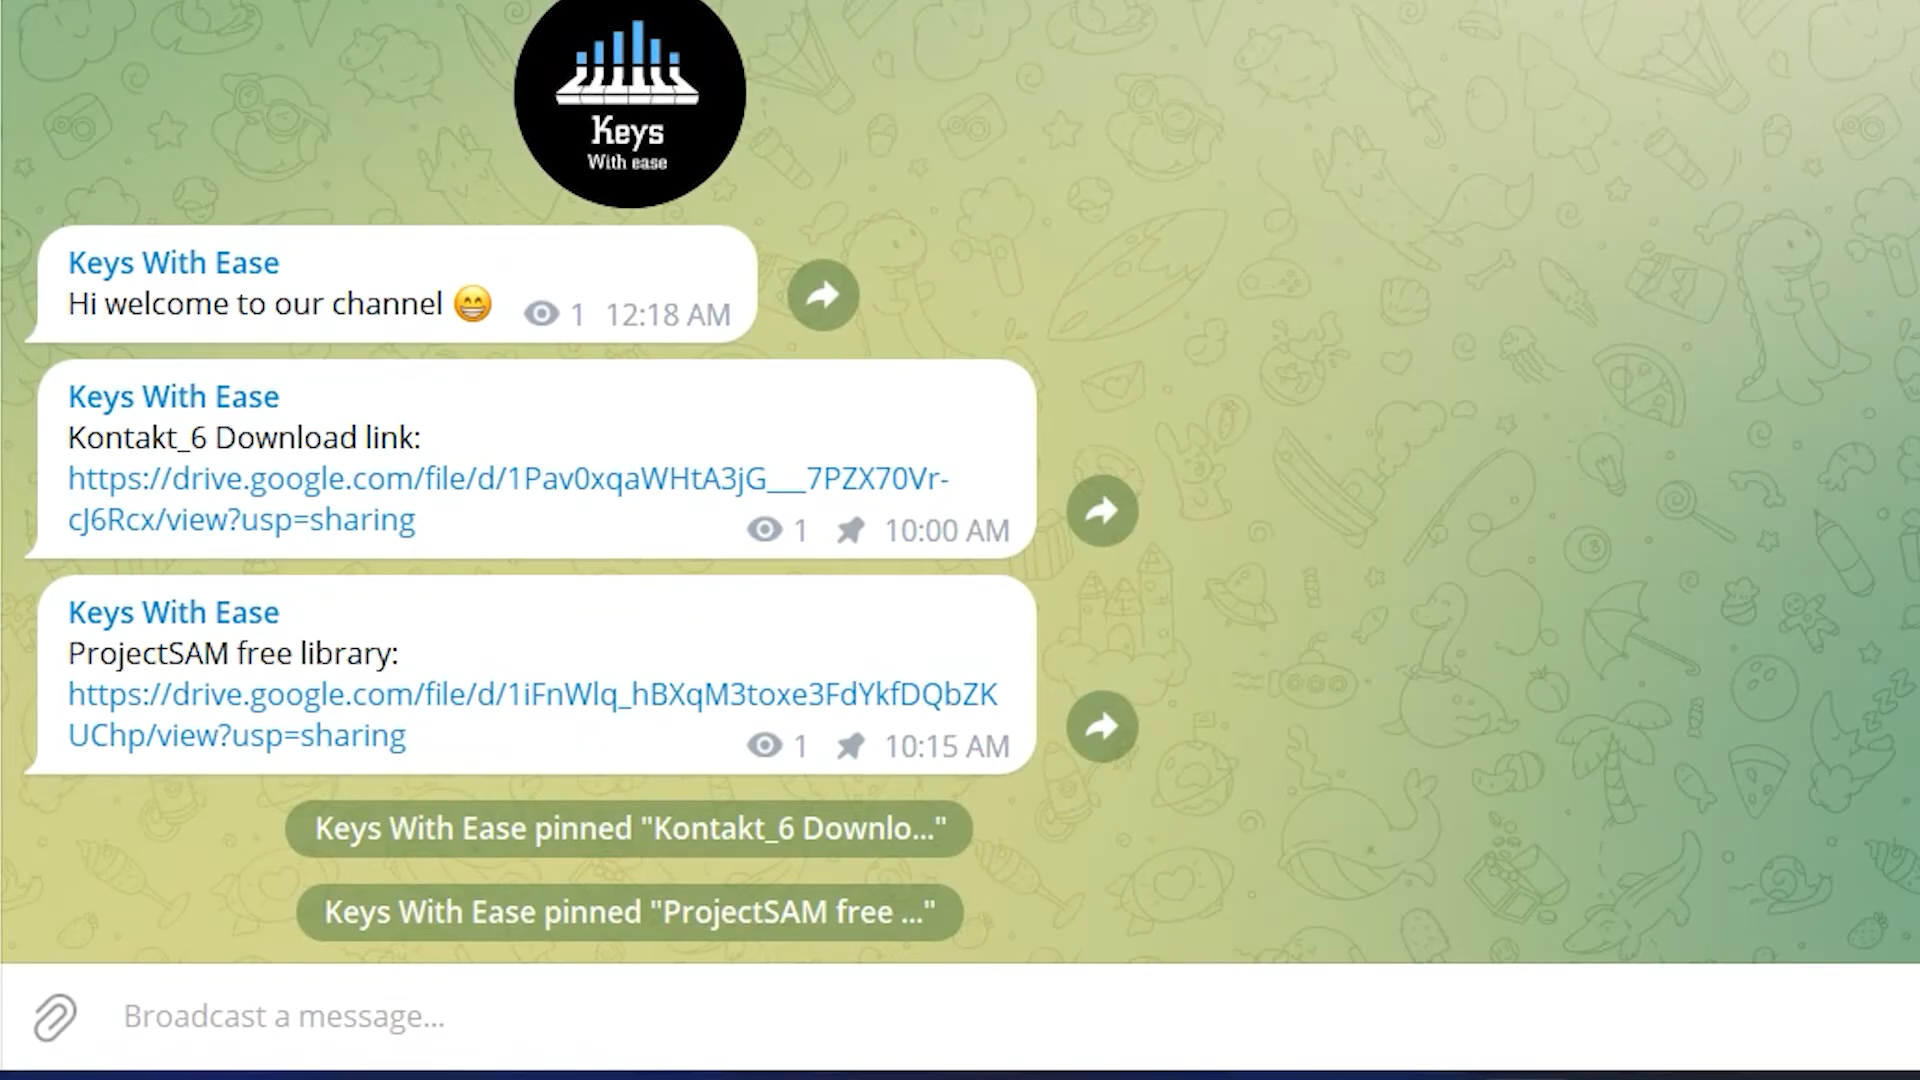 Keys
With ease
Keys With Ease
Hi welcome to our channel 😁 1 12:18 AM
Keys With Ease
Kontakt_6 Download link:
https://drive.google.com/file/d/1Pav0xqaWHtA3jG___7PZX70Vr-
cJ6Rcx/view?usp=sharing 1 10:00 AM
Keys With Ease
ProjectSAM free library:
https://drive.google.com/file/d/1iFnWlq_hBXqM3toxe3FdYkfDQbZK
UChp/view?usp=sharing 1 10:15 AM
Keys With Ease pinned "Kontakt_6 Downlo..."
Keys With Ease pinned "ProjectSAM free ..."
Broadcast a message...